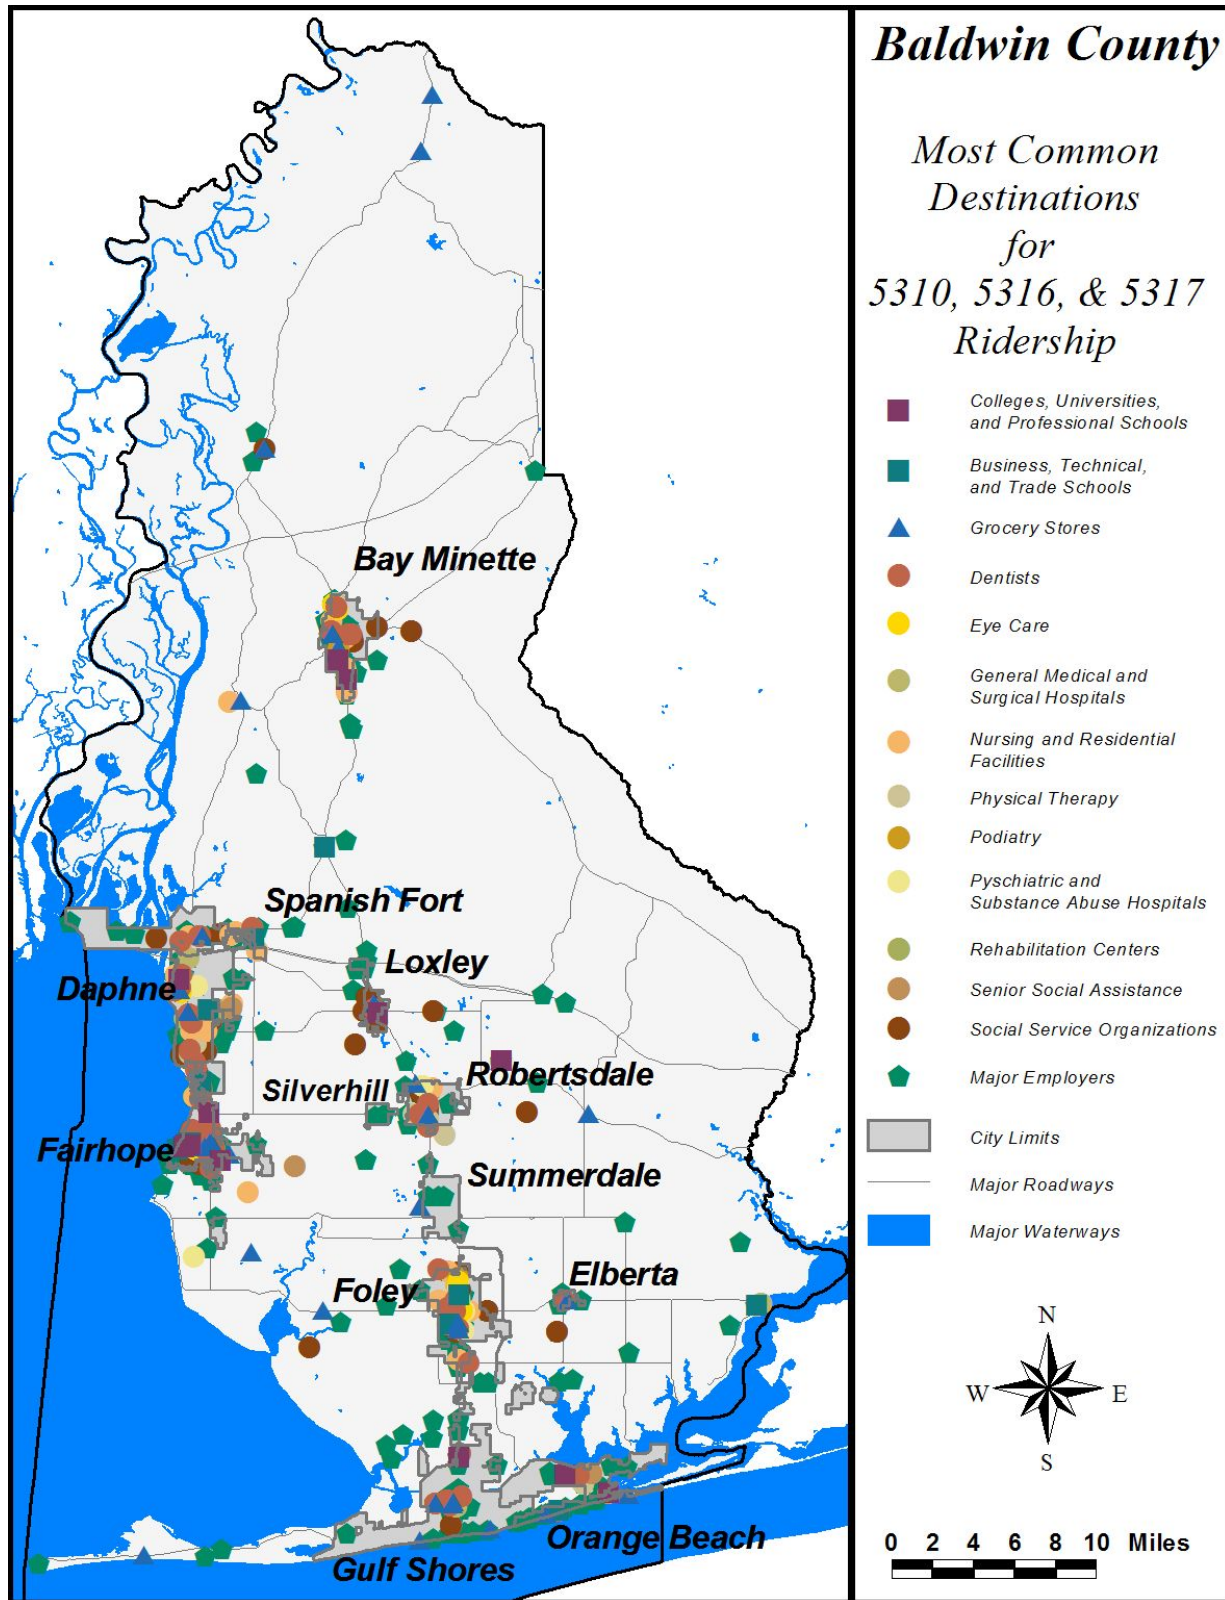 Baldwin County
Most Common
Destinations
for
5310, 5316, & 5317
Ridership
Colleges, Universities,
and Professional Schools
Business, Technical,
and Trade Schools
Grocery Stores
Dentists
Eye Care
General Medical and
Surgical Hospitals
Nursing and Residential
Facilities
Physical Therapy
Podiatry
Pyschiatric and
Substance Abuse Hospitals
Rehabilitation Centers
Senior Social Assistance
Social Service Organizations
Major Employers
City Limits
Major Roadways
Major Waterways
N
W
E
S
0 2 4 6 8 10 Miles
Bay Minette
Spanish Fort
Loxley
Daphne
Robertsdale
Silverhill
Fairhope
Summerdale
Elberta
Foley
Orange Beach
Gulf Shores